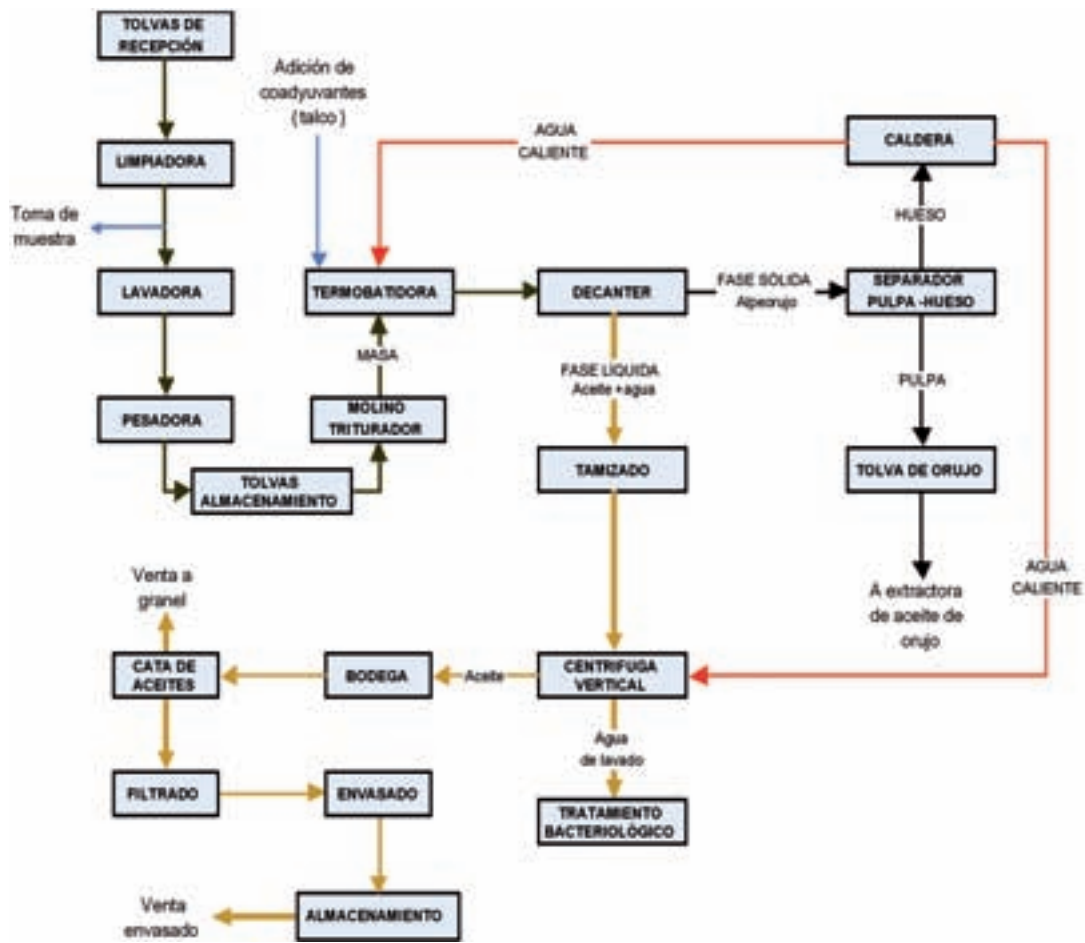 TOLVAS DE
RECEPCIÓN
Adición de
coadyuvantes
( talco )
AGUA
CALIENTE
CALDERA
LIMPIADORA
Toma de
muestra
HUESO
LAVADORA
TERMOBATIDORA
DECANTER
FASE SÓLIDA
Alpeorujo
SEPARADOR
PULPA -HUESO
MASA
FASE LÍQUIDA
Aceite +agua
PULPA
PESADORA
MOLINO
TRITURADOR
TOLVAS
ALMACENAMIENTO
TAMIZADO
TOLVA DE ORUJO
Venta a
granel
AGUA
CALIENTE
A extractora
de aceite de
orujo
CATA DE
ACEITES
BODEGA
Aceite
CENTRIFUGA
VERTICAL
Agua
de lavado
FILTRADO
ENVASADO
TRATAMIENTO
BACTERIOLÓGICO
Venta
envasado
ALMACENAMIENTO